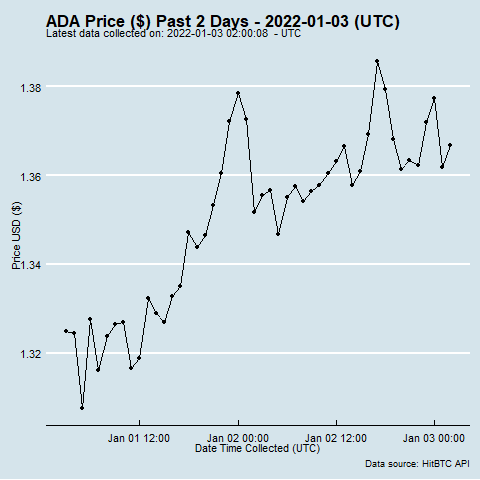 ADA Price ($) Past 2 Days - 2022-01-03 (UTC)
Latest data collected on: 2022-01-03 02:00:08  - UTC
1.38
1.36
1.34
1.32
Price USD ($)
Jan 01 12:00
Jan 02 00:00
Jan 02 12:00
Jan 03 00:00
Date Time Collected (UTC)
Data source: HitBTC API